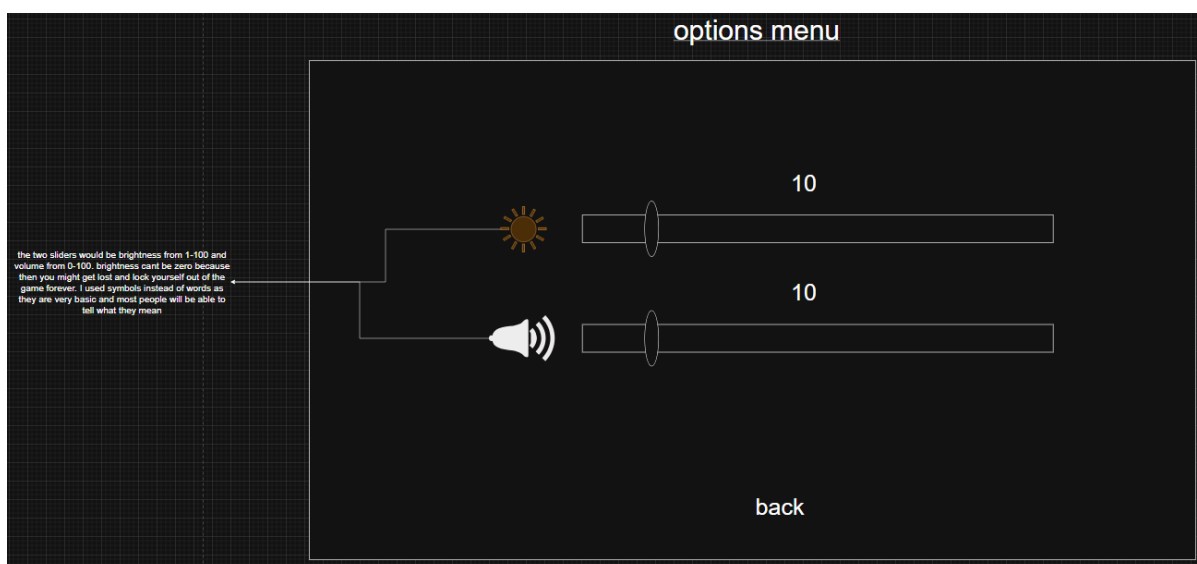 options menu
10
the two sliders would be brightness from 1-100 and
volume from 0-100. brightness cant be zero because
then you might get lost and lock yourself out of the
game forever. I used symbols instead of words as
they are very basic and most people will be able to
tell what they mean
10
back